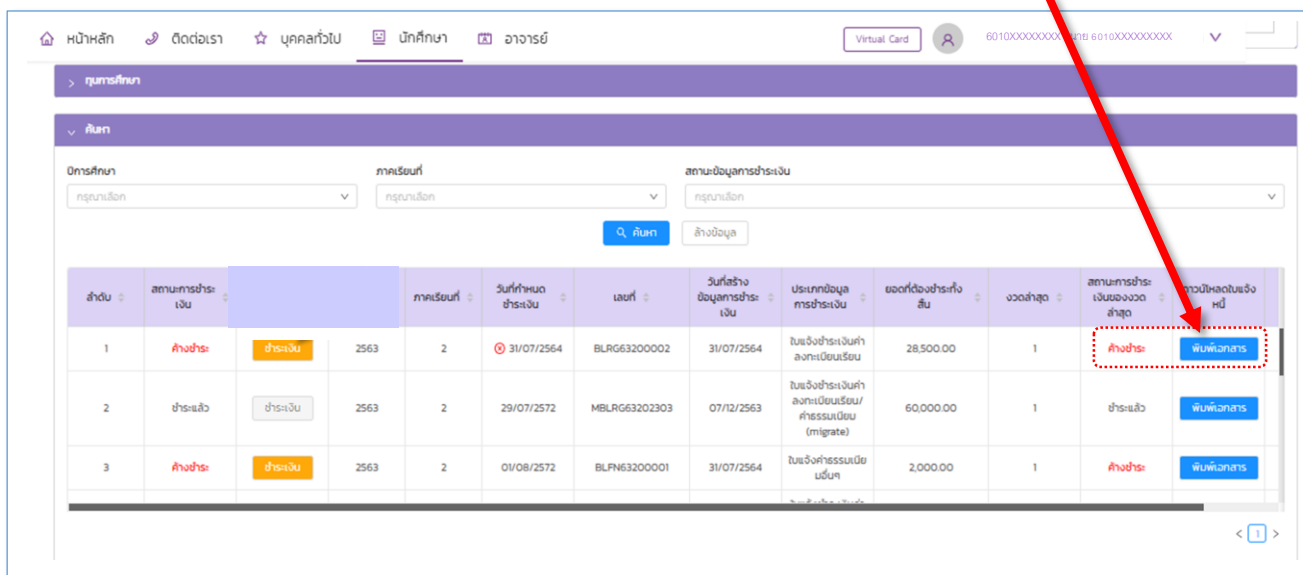 หน้าหลัก ติดต่อเรา บุคคลทั่วไป นักศึกษา อาจารย์ Virtual Card 6010XXXXXXXX นาย 6010XXXXXXXXX
ทุนการศึกษา
ค้นหา
ปีการศึกษา ภาคเรียนที่ สถานะข้อมูลการชำระเงิน
กรุณาเลือก กรุณาเลือก กรุณาเลือก
ค้นหา ล้างข้อมูล
ลำดับ
สถานะการชำระ
เงิน
ภาคเรียนที่
วันที่กำหนด
ชำระเงิน
เลขที่
วันที่สร้าง
ข้อมูลการชำระ
เงิน
ประเภทข้อมูล
การชำระเงิน
ยอดที่ต้องชำระทั้ง
สิ้น
งวดล่าสุด
สถานะการชำระ
เงินของงวด
ล่าสุด
ดาวน์โหลดใบแจ้ง
หนี้
1 ค้างชำระ ชำระเงิน 2563 2 31/07/2564 BLRG63200002 31/07/2564
ใบแจ้งชำระเงินค่า
ลงทะเบียนเรียน
28,500.00 1 ค้างชำระ พิมพ์เอกสาร
2 ชำระแล้ว ชำระเงิน 2563 2 29/07/2572 MBLRG63202303 07/12/2563
ใบแจ้งชำระเงินค่า
ลงทะเบียนเรียน/
ค่าธรรมเนียม
(migrate)
60,000.00 1 ชำระแล้ว พิมพ์เอกสาร
3 ค้างชำระ ชำระเงิน 2563 2 01/08/2572 BLFN63200001 31/07/2564
ใบแจ้งค่าธรรมเนีย
มอื่นๆ
2,000.00 1 ค้างชำระ พิมพ์เอกสาร
1